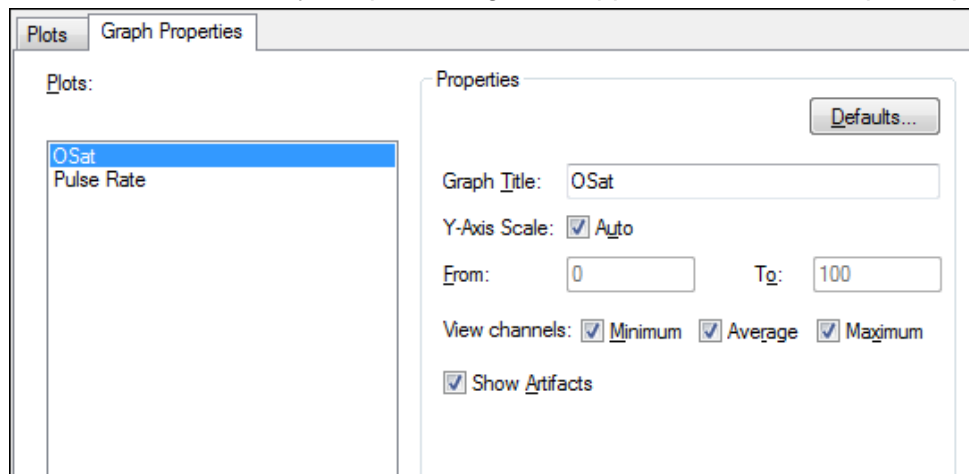 Plots Graph Properties
Plots:
OSat
Pulse Rate
Properties
Defaults...
Graph Title: OSat
Y-Axis Scale: Auto
From: 0 To: 100
View channels: Minimum Average Maximum
Show Artifacts